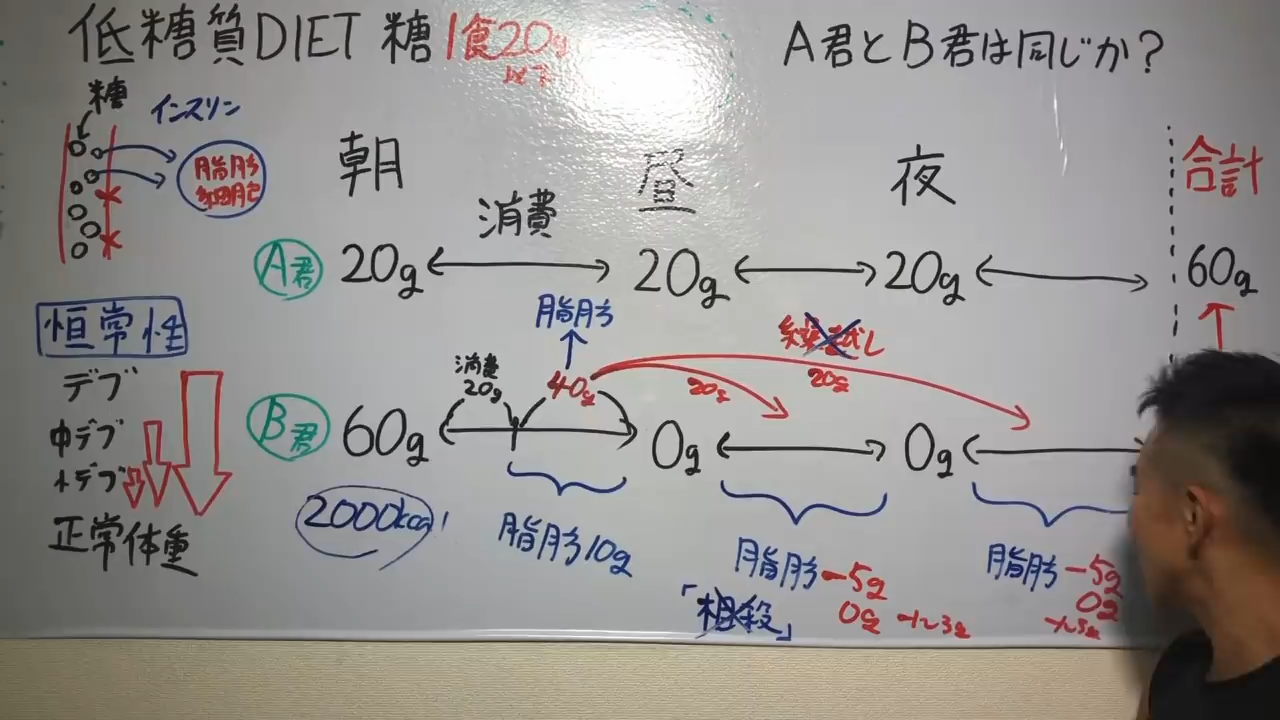 低糖質DIET 糖1食20g
以下
A君とB君は同じか?
糖
インスリン
脂肪
細胞
朝
昼
夜
合計
消費
A君
20g
20g
20g
60g
恒常性
デブ
中デブ
小デブ
正常体重
脂肪
消費
20g
40g
繰越し
20g
20g
B君
60g
0g
0g
2000kcal
脂肪10g
脂肪-5g
0g
「相殺」
脂肪-5g
0g